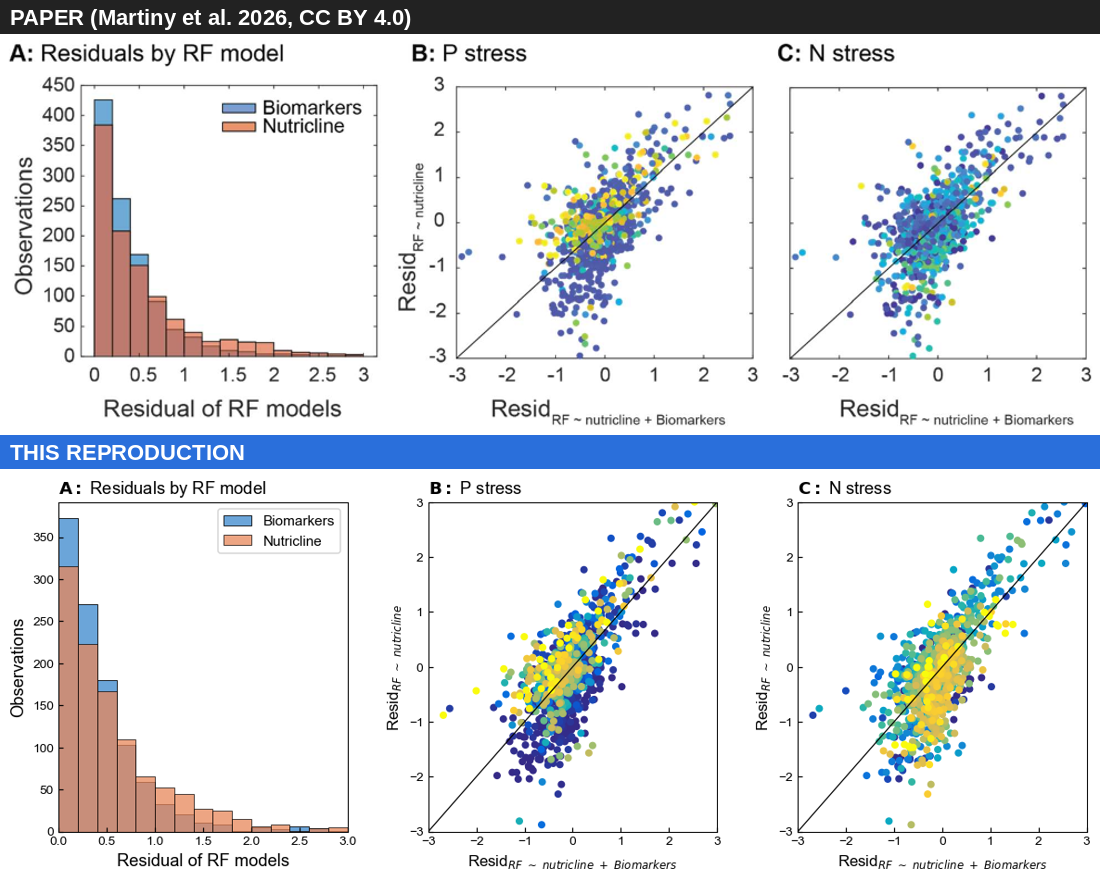 PAPER (Martiny et al. 2026, CC BY 4.0)
A: Residuals by RF model
450
400
350
300
250
200
150
100
50
0
Observations
Biomarkers
Nutricline
0 0.5 1 1.5 2 2.5 3
Residual of RF models
B: P stress
3
2
1
0
-1
-2
-3
Resid RF ~ nutricline
-3 -2 -1 0 1 2 3
Resid RF ~ nutricline + Biomarkers
C: N stress
-3 -2 -1 0 1 2 3
Resid RF ~ nutricline + Biomarkers
THIS REPRODUCTION
A: Residuals by RF model
350
300
250
200
150
100
50
0
Observations
Biomarkers
Nutricline
0.0 0.5 1.0 1.5 2.0 2.5 3.0
Residual of RF models
B: P stress
3
2
1
0
−1
−2
−3
Resid RF ~ nutricline
−3 −2 −1 0 1 2 3
Resid RF ~ nutricline + Biomarkers
C: N stress
3
2
1
0
−1
−2
−3
Resid RF ~ nutricline
−3 −2 −1 0 1 2 3
Resid RF ~ nutricline + Biomarkers